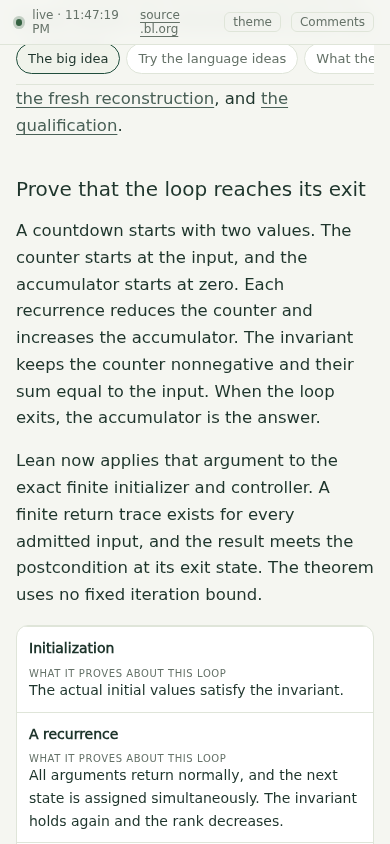 live · 11:47:19 PM
source .bl.org
theme
Comments
The big idea
Try the language ideas
What the
the fresh reconstruction, and the
qualification.
Prove that the loop reaches its exit
A countdown starts with two values. The
counter starts at the input, and the
accumulator starts at zero. Each
recurrence reduces the counter and
increases the accumulator. The invariant
keeps the counter nonnegative and their
sum equal to the input. When the loop
exits, the accumulator is the answer.
Lean now applies that argument to the
exact finite initializer and controller. A
finite return trace exists for every
admitted input, and the result meets the
postcondition at its exit state. The theorem
uses no fixed iteration bound.
Initialization
WHAT IT PROVES ABOUT THIS LOOP
The actual initial values satisfy the invariant.
A recurrence
WHAT IT PROVES ABOUT THIS LOOP
All arguments return normally, and the next
state is assigned simultaneously. The invariant
holds again and the rank decreases.